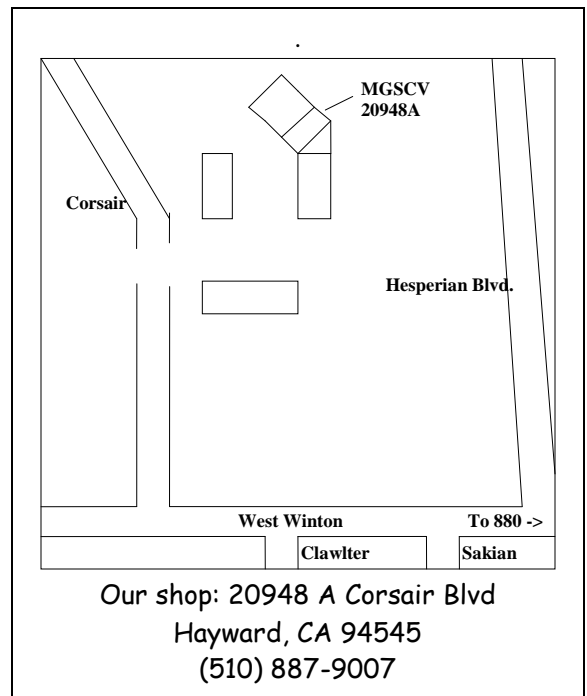 MGSCV
20948A
Corsair
Hesperian Blvd.
West Winton
To 880 ->
Clawlter
Sakian
Our shop: 20948 A Corsair Blvd
Hayward, CA 94545
(510) 887-9007